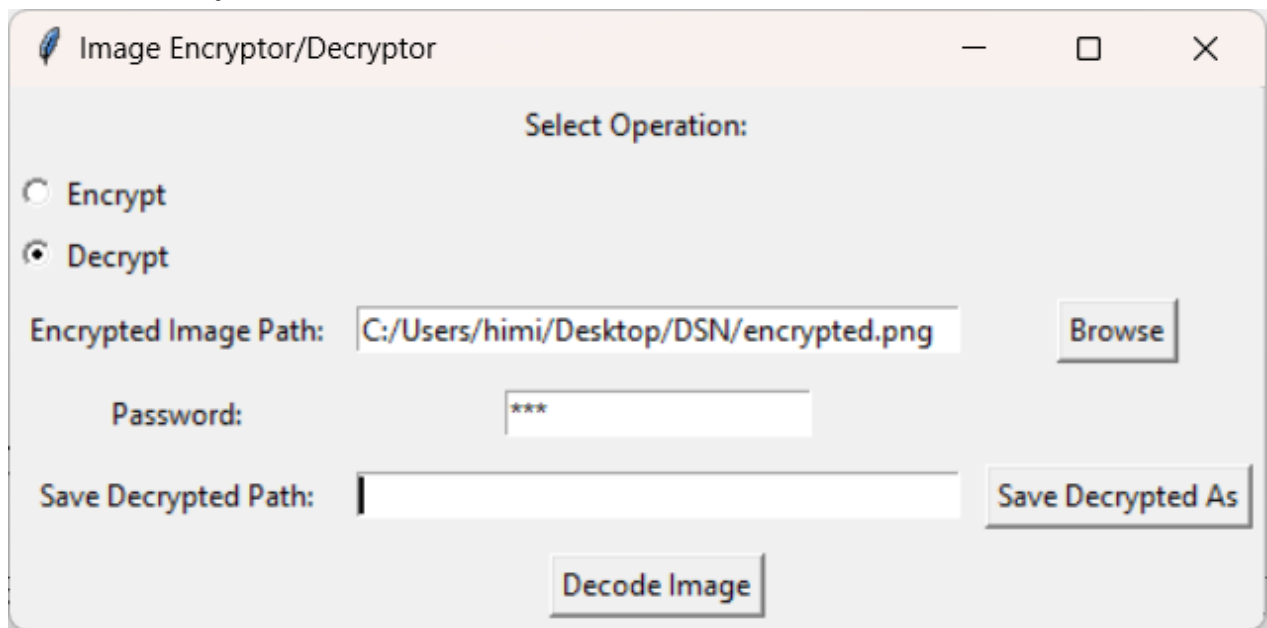 Image Encryptor/Decryptor
Select Operation:
Encrypt
Decrypt
Encrypted Image Path: C:/Users/himi/Desktop/DSN/encrypted.png Browse
Password: ***
Save Decrypted Path: Save Decrypted As
Decode Image